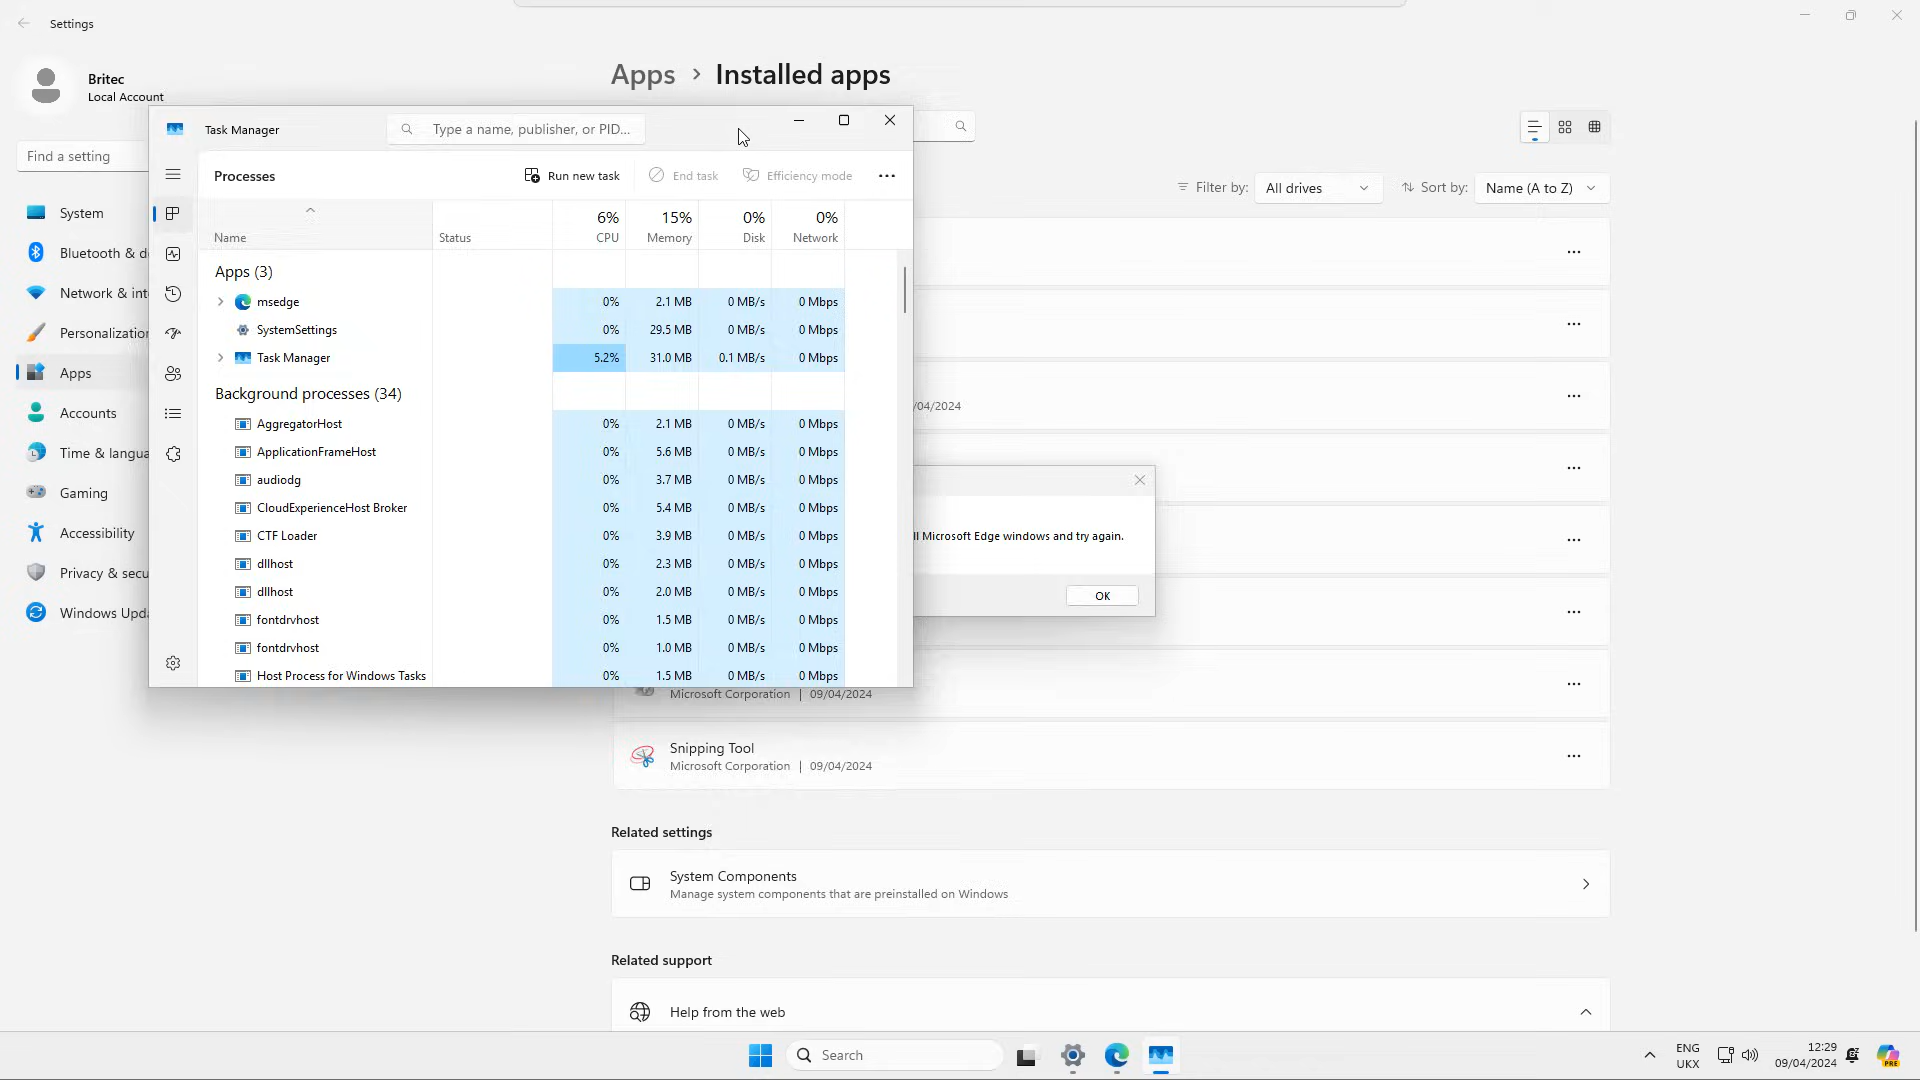 Settings
Britec
Local Account
Find a setting
System
Bluetooth & d
Network & int
Personalization
Apps
Accounts
Time & langua
Gaming
Accessibility
Privacy & secu
Windows Upda
Apps > Installed apps
Filter by: All drives
Sort by: Name (A to Z)
Task Manager
Type a name, publisher, or PID...
Processes
Run new task
End task
Efficiency mode
6% 15% 0% 0%
Name Status CPU Memory Disk Network
Apps (3)
msedge 0% 2.1 MB 0 MB/s 0 Mbps
SystemSettings 0% 29.5 MB 0 MB/s 0 Mbps
Task Manager 5.2% 31.0 MB 0.1 MB/s 0 Mbps
Background processes (34)
AggregatorHost 0% 2.1 MB 0 MB/s 0 Mbps
ApplicationFrameHost 0% 5.6 MB 0 MB/s 0 Mbps
audiodg 0% 3.7 MB 0 MB/s 0 Mbps
CloudExperienceHost Broker 0% 5.4 MB 0 MB/s 0 Mbps
CTF Loader 0% 3.9 MB 0 MB/s 0 Mbps
dllhost 0% 2.3 MB 0 MB/s 0 Mbps
dllhost 0% 2.0 MB 0 MB/s 0 Mbps
fontdrvhost 0% 1.5 MB 0 MB/s 0 Mbps
fontdrvhost 0% 1.0 MB 0 MB/s 0 Mbps
Host Process for Windows Tasks 0% 1.5 MB 0 MB/s 0 Mbps
/04/2024
ll Microsoft Edge windows and try again.
OK
Microsoft Corporation | 09/04/2024
Snipping Tool
Microsoft Corporation | 09/04/2024
Related settings
System Components
Manage system components that are preinstalled on Windows
Related support
Help from the web
Search
ENG
UKX
12:29
09/04/2024
PRE